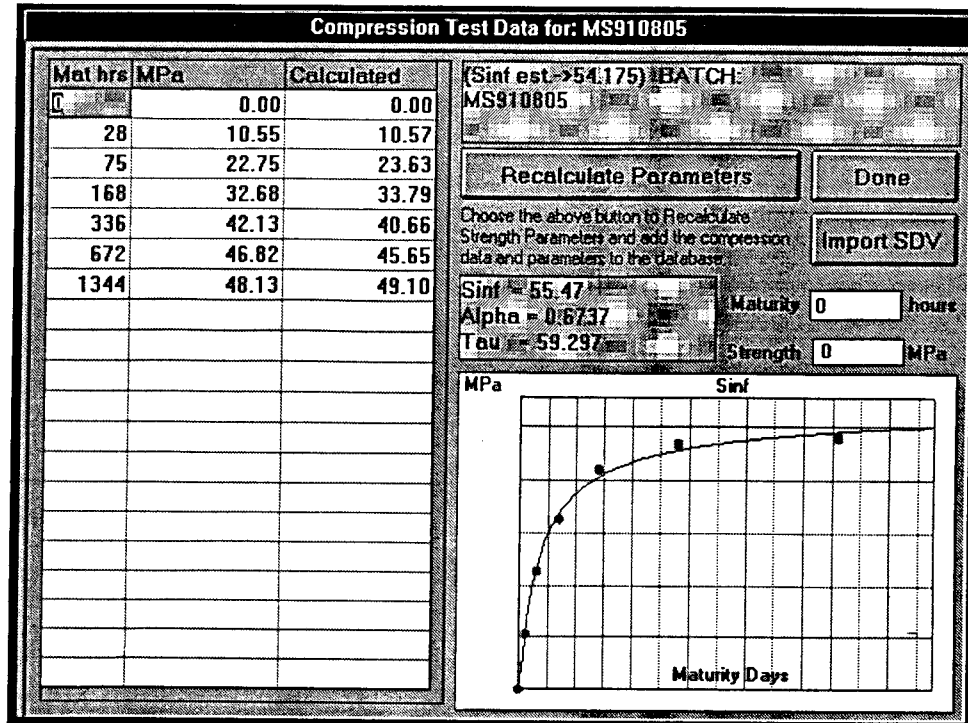 Compression Test Data for: MS910805
Mat hrs MPa Calculated
0 0.00 0.00
28 10.55 10.57
75 22.75 23.63
168 32.68 33.79
336 42.13 40.66
672 46.82 45.65
1344 48.13 49.10
(Sinf est.->54.175) BATCH:
MS910805
Recalculate Parameters
Done
Choose the above button to Recalculate
Strength Parameters and add the compression
data and parameters to the database.
Import SDV
Sinf = 55.47
Alpha = 0.6737
Tau = 59.297
Maturity 0 hours
Strength 0 MPa
MPa Sinf
Maturity Days